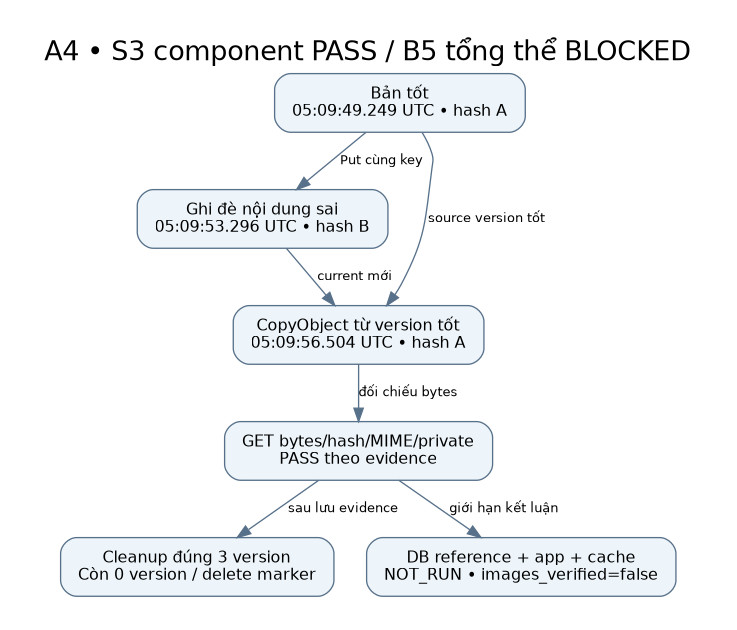 A4 • S3 component PASS / B5 tổng thể BLOCKED
Bản tốt
05:09:49.249 UTC • hash A
Put cùng key
Ghi đè nội dung sai
05:09:53.296 UTC • hash B
source version tốt
current mới
CopyObject từ version tốt
05:09:56.504 UTC • hash A
đối chiếu bytes
GET bytes/hash/MIME/private
PASS theo evidence
sau lưu evidence
giới hạn kết luận
Cleanup đúng 3 version
Còn 0 version / delete marker
DB reference + app + cache
NOT_RUN • images_verified=false